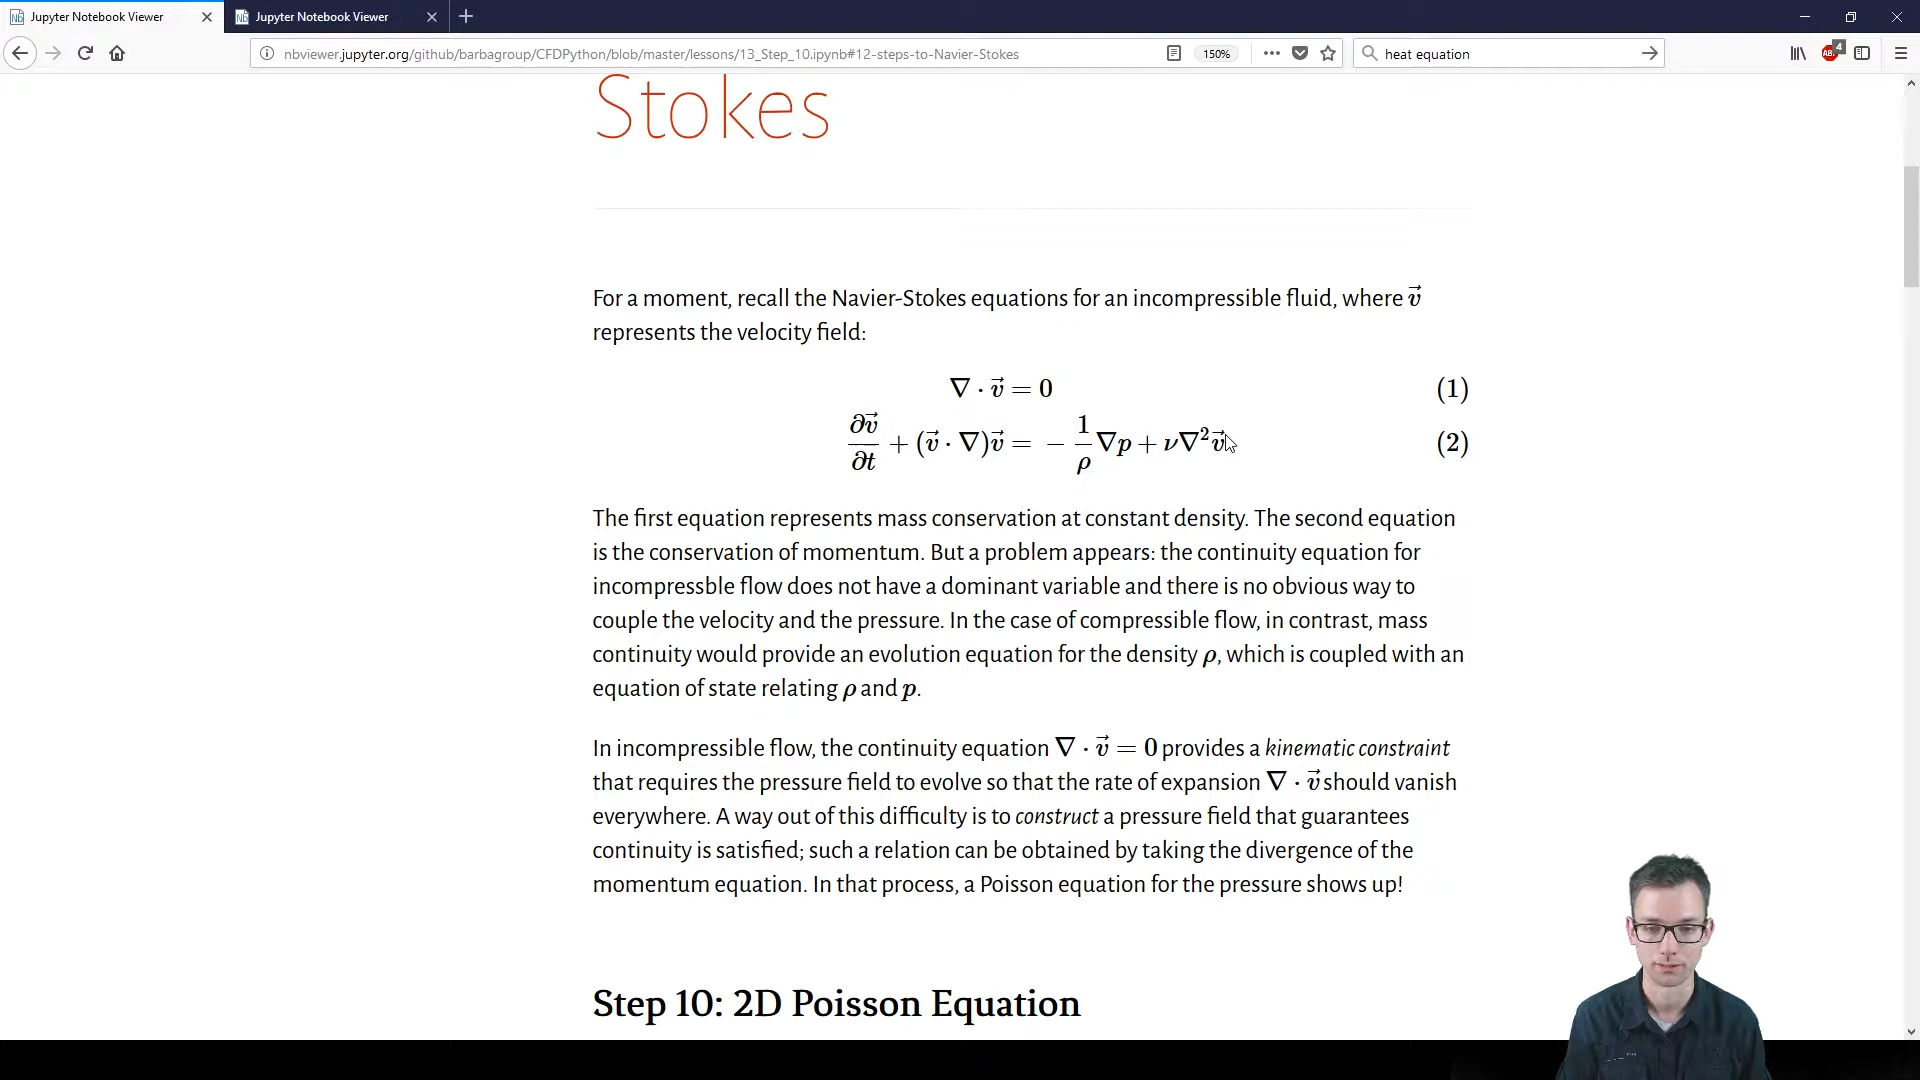 Jupyter Notebook Viewer
Jupyter Notebook Viewer
nbviewer.jupyter.org/github/barbagroup/CFDPython/blob/master/lessons/13_Step_10.ipynb#12-steps-to-Navier-Stokes
150%
heat equation
4
Stokes
For a moment, recall the Navier-Stokes equations for an incompressible fluid, where v⃗
represents the velocity field:
∇ · v⃗ = 0 (1)
∂v⃗/∂t + (v⃗ · ∇)v⃗ = − 1/ρ ∇p + ν∇²v⃗ (2)
The first equation represents mass conservation at constant density. The second equation
is the conservation of momentum. But a problem appears: the continuity equation for
incompressble flow does not have a dominant variable and there is no obvious way to
couple the velocity and the pressure. In the case of compressible flow, in contrast, mass
continuity would provide an evolution equation for the density ρ, which is coupled with an
equation of state relating ρ and p.
In incompressible flow, the continuity equation ∇ · v⃗ = 0 provides a kinematic constraint
that requires the pressure field to evolve so that the rate of expansion ∇ · v⃗ should vanish
everywhere. A way out of this difficulty is to construct a pressure field that guarantees
continuity is satisfied; such a relation can be obtained by taking the divergence of the
momentum equation. In that process, a Poisson equation for the pressure shows up!
Step 10: 2D Poisson Equation